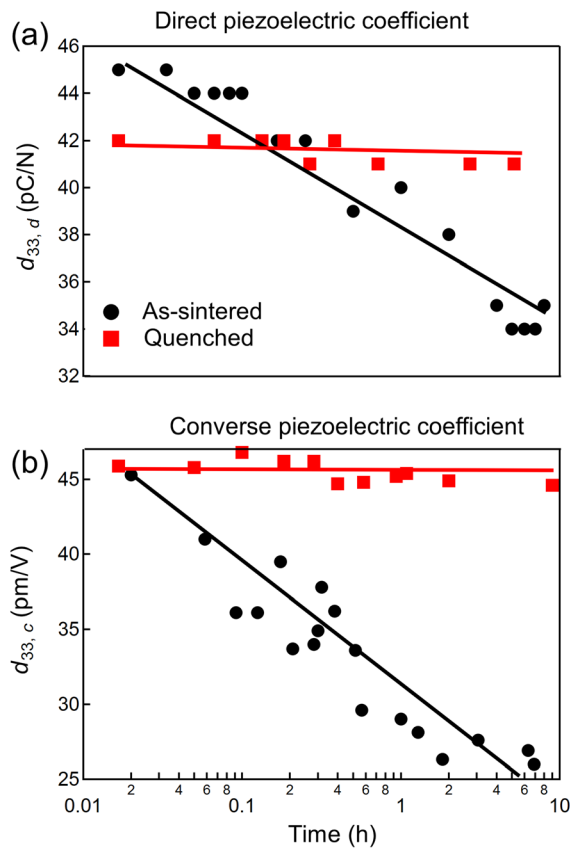 (a) Direct piezoelectric coefficient
46
44
42
40
38
36
34
32
d33, d (pC/N)
As-sintered
Quenched
(b) Converse piezoelectric coefficient
45
40
35
30
25
d33, c (pm/V)
2 4 6 8 2 4 6 8 2 4 6 8
0.01 0.1 1 10
Time (h)